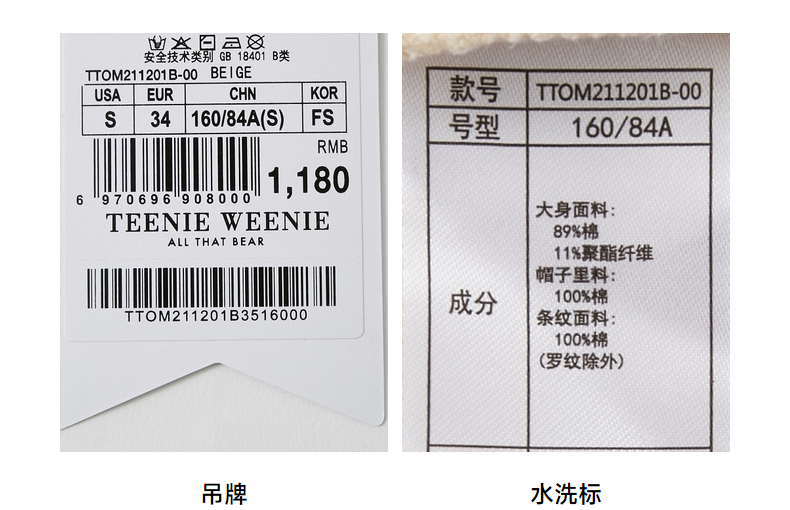 安全技术类别 GB 18401 B类
TTOM211201B-00 BEIGE
USA EUR CHN KOR
S 34 160/84A(S) FS
RMB
1,180
6 970696 908000
TEENIE WEENIE
ALL THAT BEAR
TTOM211201B3516000
吊牌
款号 TTOM211201B-00
号型 160/84A
成分
大身面料:
89%棉
11%聚酯纤维
帽子里料:
100%棉
条纹面料:
100%棉
(罗纹除外)
水洗标